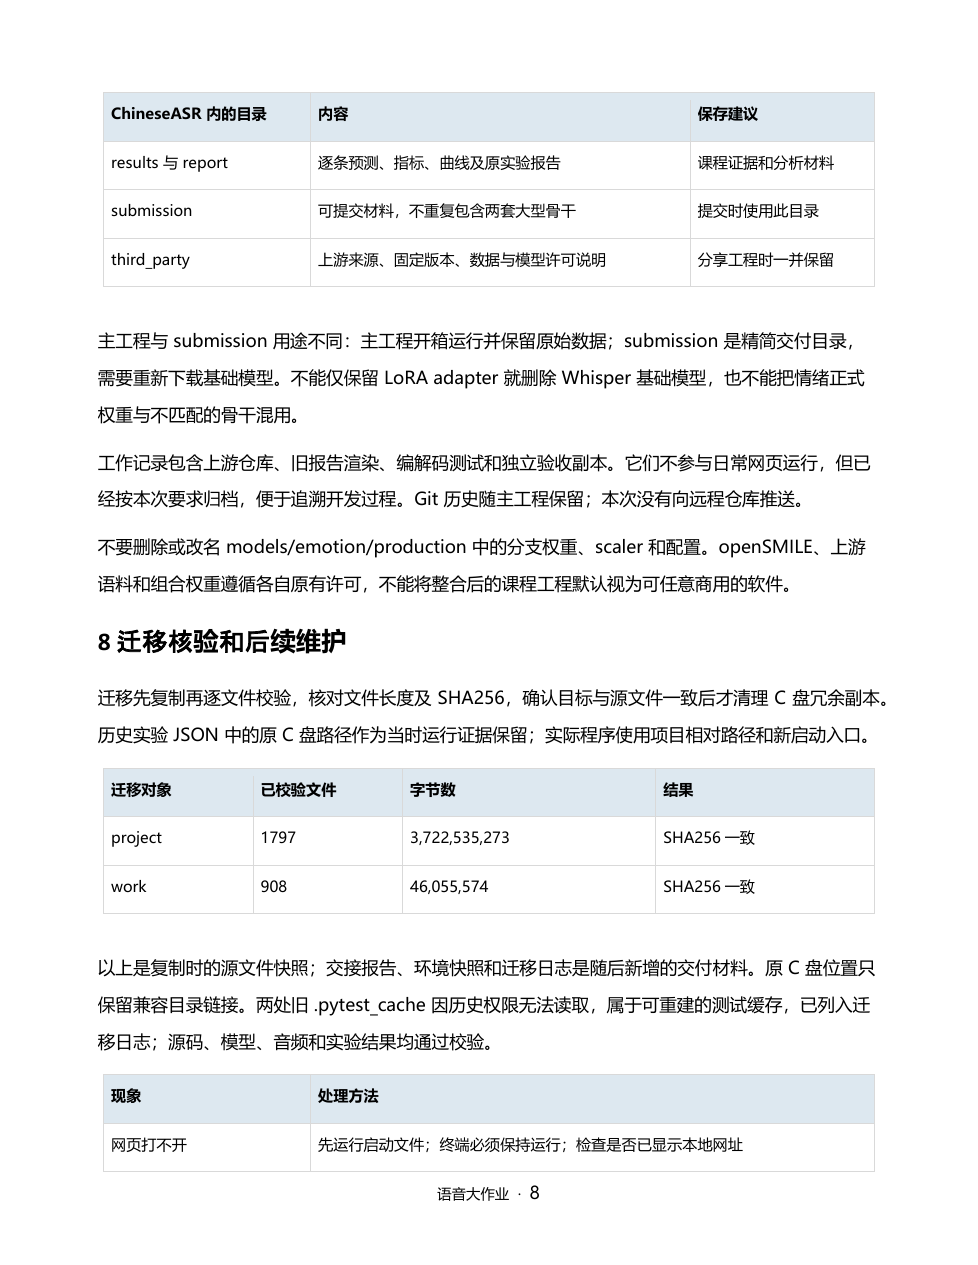 ChineseASR 内的目录 内容 保存建议
results 与 report 逐条预测、指标、曲线及原实验报告 课程证据和分析材料
submission 可提交材料，不重复包含两套大型骨干 提交时使用此目录
third_party 上游来源、固定版本、数据与模型许可说明 分享工程时一并保留
主工程与 submission 用途不同：主工程开箱运行并保留原始数据；submission 是精简交付目录，
需要重新下载基础模型。不能仅保留 LoRA adapter 就删除 Whisper 基础模型，也不能把情绪正式
权重与不匹配的骨干混用。
工作记录包含上游仓库、旧报告渲染、编解码测试和独立验收副本。它们不参与日常网页运行，但已
经按本次要求归档，便于追溯开发过程。Git 历史随主工程保留；本次没有向远程仓库推送。
不要删除或改名 models/emotion/production 中的分支权重、scaler 和配置。openSMILE、上游
语料和组合权重遵循各自原有许可，不能将整合后的课程工程默认视为可任意商用的软件。
8 迁移核验和后续维护
迁移先复制再逐文件校验，核对文件长度及 SHA256，确认目标与源文件一致后才清理 C 盘冗余副本。
历史实验 JSON 中的原 C 盘路径作为当时运行证据保留；实际程序使用项目相对路径和新启动入口。
迁移对象 已校验文件 字节数 结果
project 1797 3,722,535,273 SHA256 一致
work 908 46,055,574 SHA256 一致
以上是复制时的源文件快照；交接报告、环境快照和迁移日志是随后新增的交付材料。原 C 盘位置只
保留兼容目录链接。两处旧 .pytest_cache 因历史权限无法读取，属于可重建的测试缓存，已列入迁
移日志；源码、模型、音频和实验结果均通过校验。
现象 处理方法
网页打不开 先运行启动文件；终端必须保持运行；检查是否已显示本地网址
语音大作业 · 8